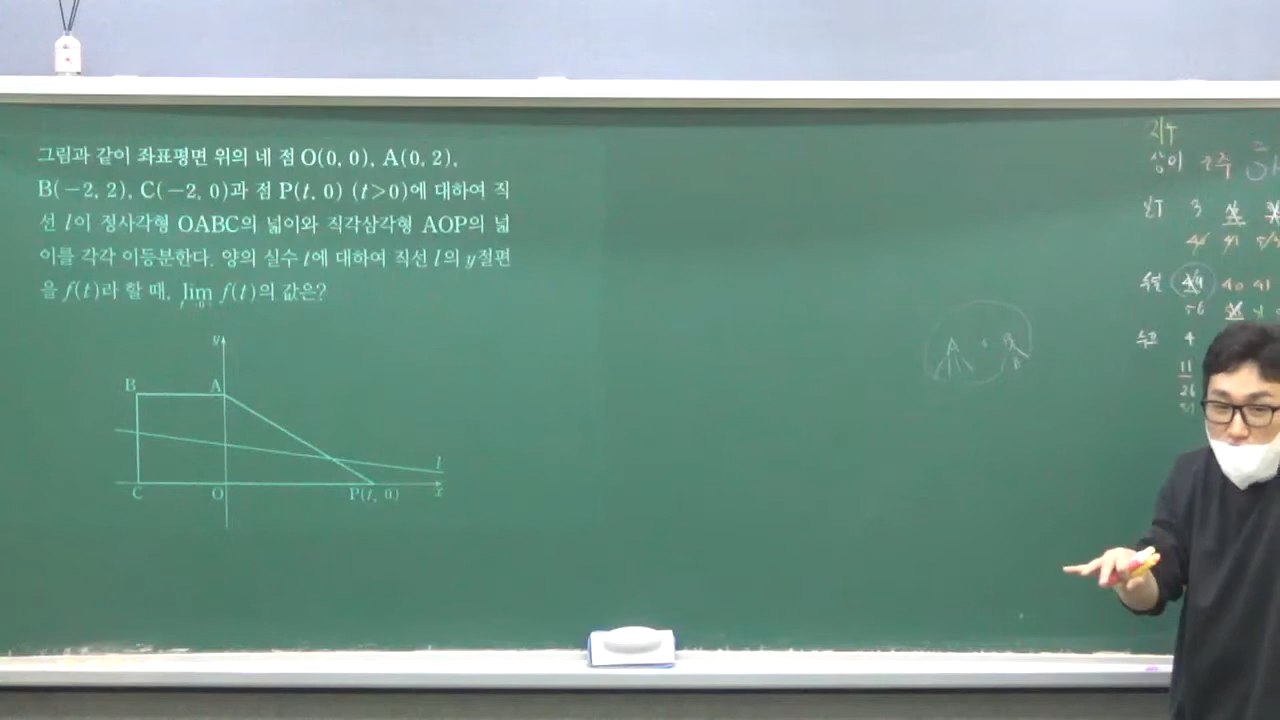 그림과 같이 좌표평면 위의 네 점 O(0, 0), A(0, 2),
B(−2, 2), C(−2, 0)과 점 P(t, 0) (t>0)에 대하여 직
선 l이 정사각형 OABC의 넓이와 직각삼각형 AOP의 넓
이를 각각 이등분한다. 양의 실수 t에 대하여 직선 l의 y절편
을 f(t)라 할 때, lim f(t)의 값은?
y
B A
l
C O P(t, 0) x
A + B
B
3
40 41
56
4
11
26